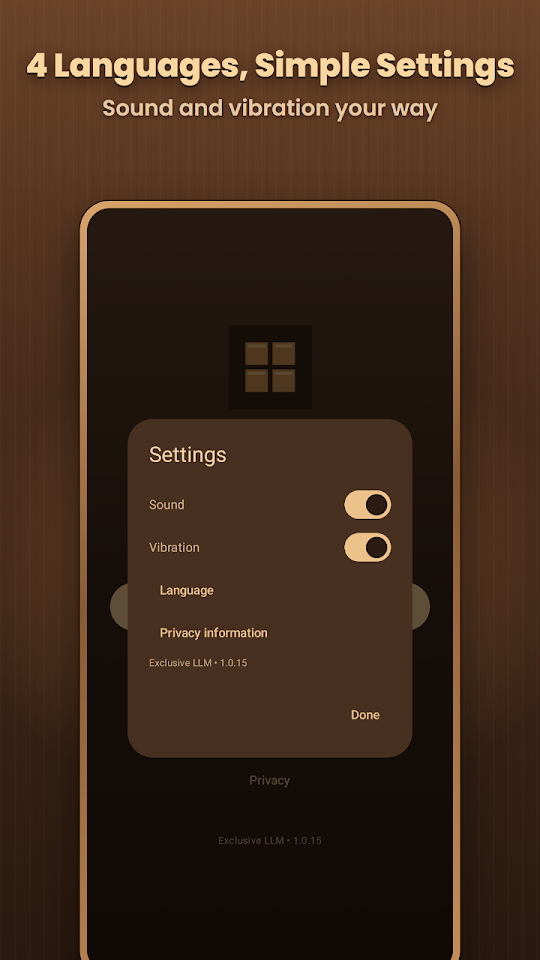 4 Languages, Simple Settings
Sound and vibration your way
Settings
Sound
Vibration
Language
Privacy information
Exclusive LLM • 1.0.15
Done
Privacy
Exclusive LLM • 1.0.15